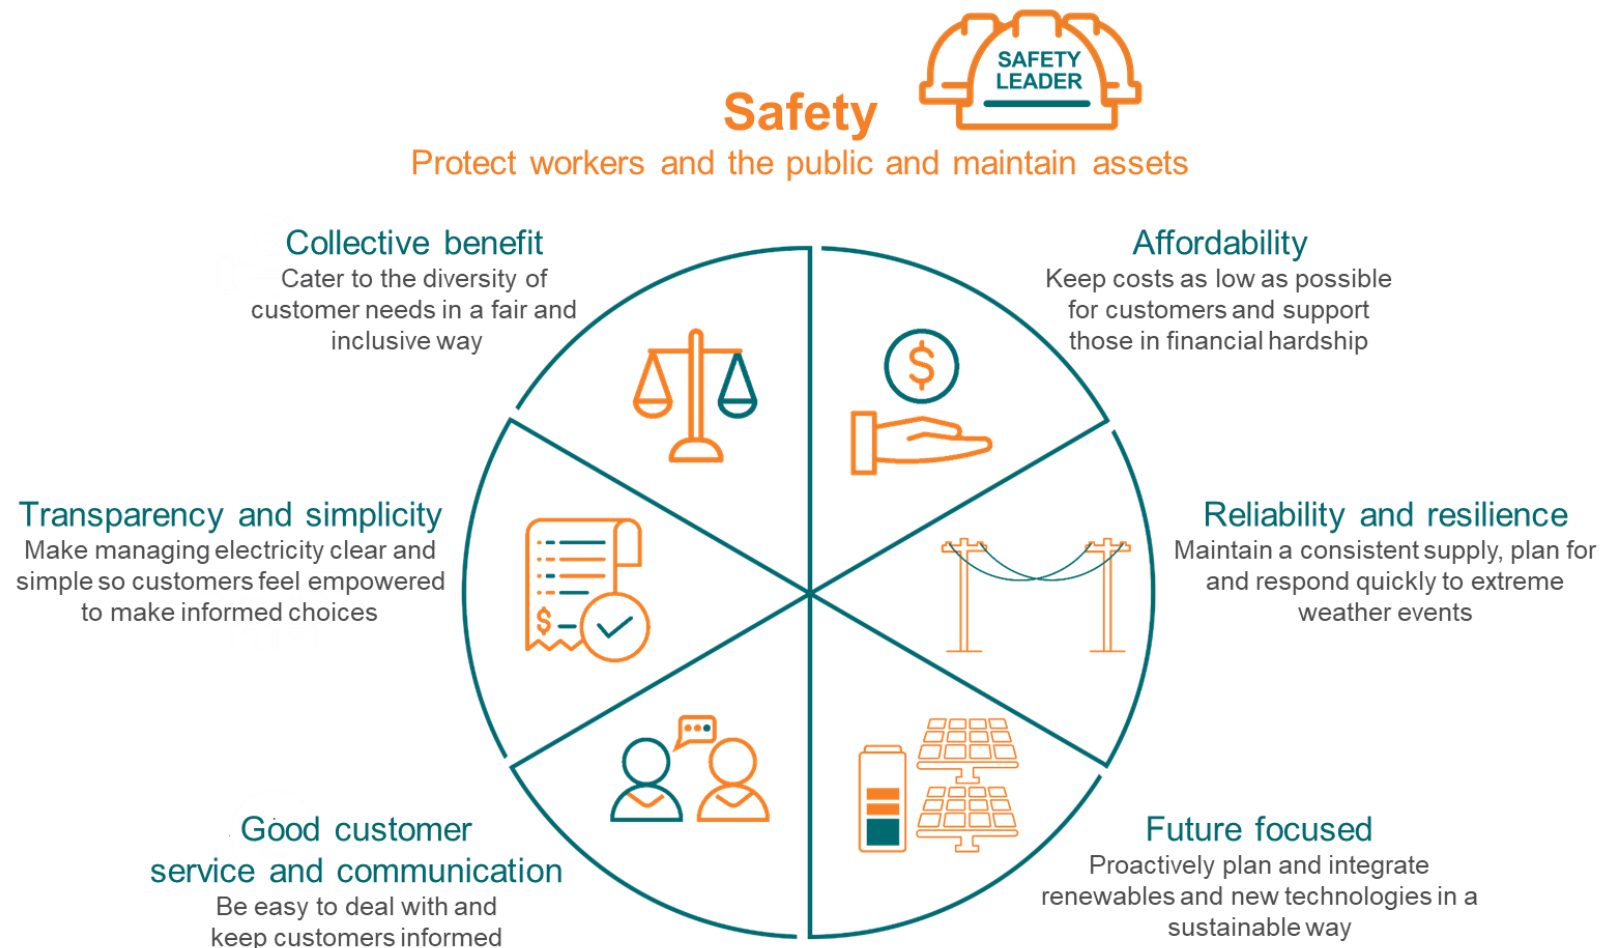 SAFETY
LEADER
Safety
Protect workers and the public and maintain assets
Collective benefit
Cater to the diversity of
customer needs in a fair and
inclusive way
Affordability
Keep costs as low as possible
for customers and support
those in financial hardship
$
Transparency and simplicity
Make managing electricity clear and
simple so customers feel empowered
to make informed choices
$
Reliability and resilience
Maintain a consistent supply, plan for
and respond quickly to extreme
weather events
Good customer
service and communication
Be easy to deal with and
keep customers informed
Future focused
Proactively plan and integrate
renewables and new technologies in a
sustainable way